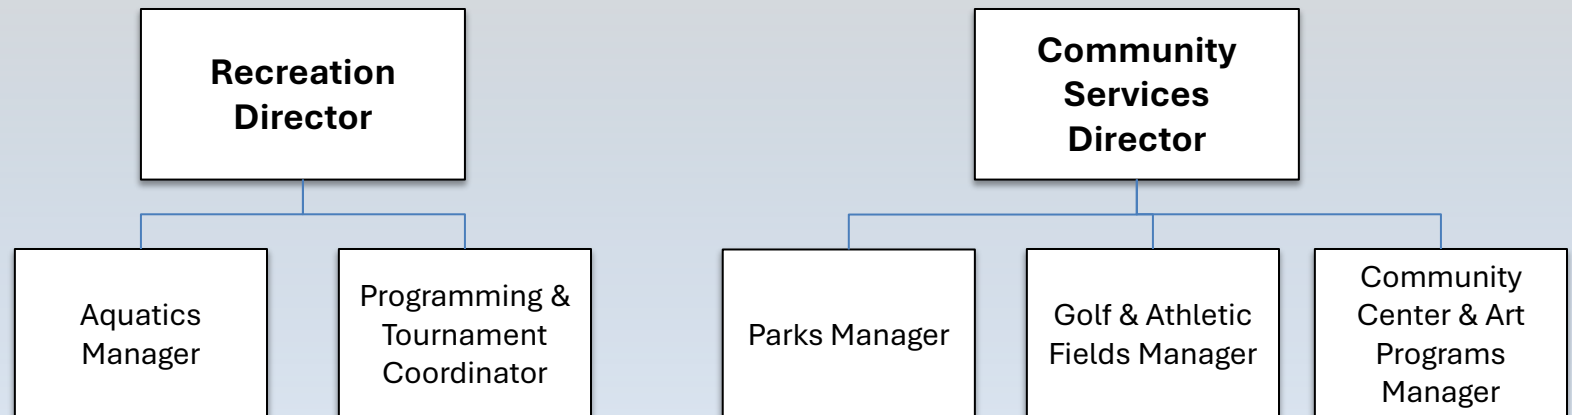 Recreation
Director
Community
Services
Director
Aquatics
Manager
Programming &
Tournament
Coordinator
Parks Manager
Golf & Athletic
Fields Manager
Community
Center & Art
Programs
Manager